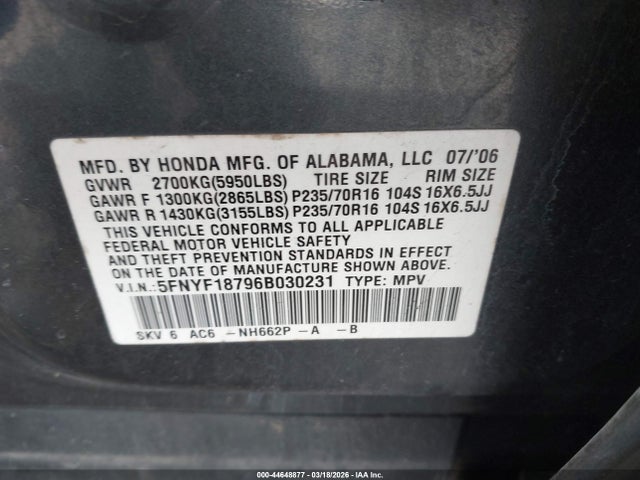 MFD. BY HONDA MFG. OF ALABAMA, LLC 07/'06
GVWR 2700KG(5950LBS) TIRE SIZE RIM SIZE
GAWR F 1300KG(2865LBS) P235/70R16 104S 16X6.5JJ
GAWR R 1430KG(3155LBS) P235/70R16 104S 16X6.5JJ
THIS VEHICLE CONFORMS TO ALL APPLICABLE
FEDERAL MOTOR VEHICLE SAFETY
AND THEFT PREVENTION STANDARDS IN EFFECT
ON THE DATE OF MANUFACTURE SHOWN ABOVE.
V.I.N.: 5FNYF18796B030231 TYPE: MPV
SKV 6 AC6 -NH662P -A -B
000-44648877 - 03/18/2026 - IAA Inc.